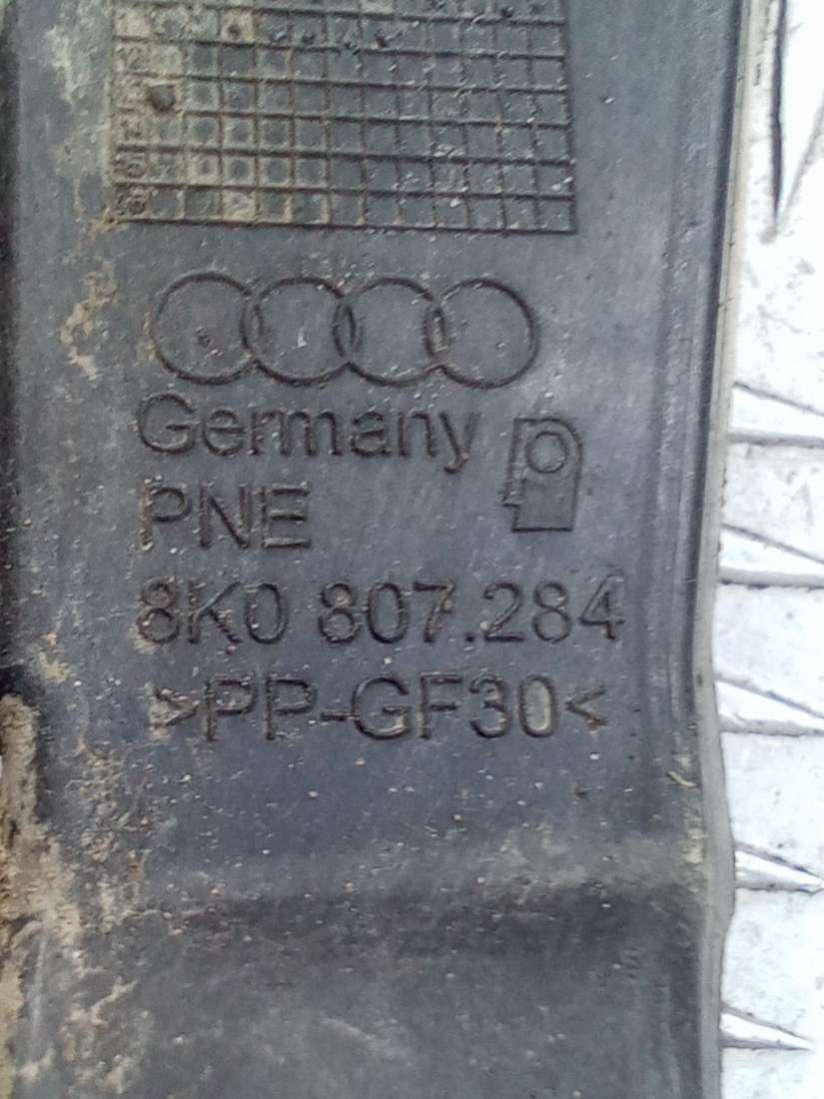 Germany
PNE
8K0 807.284
>PP-GF30<